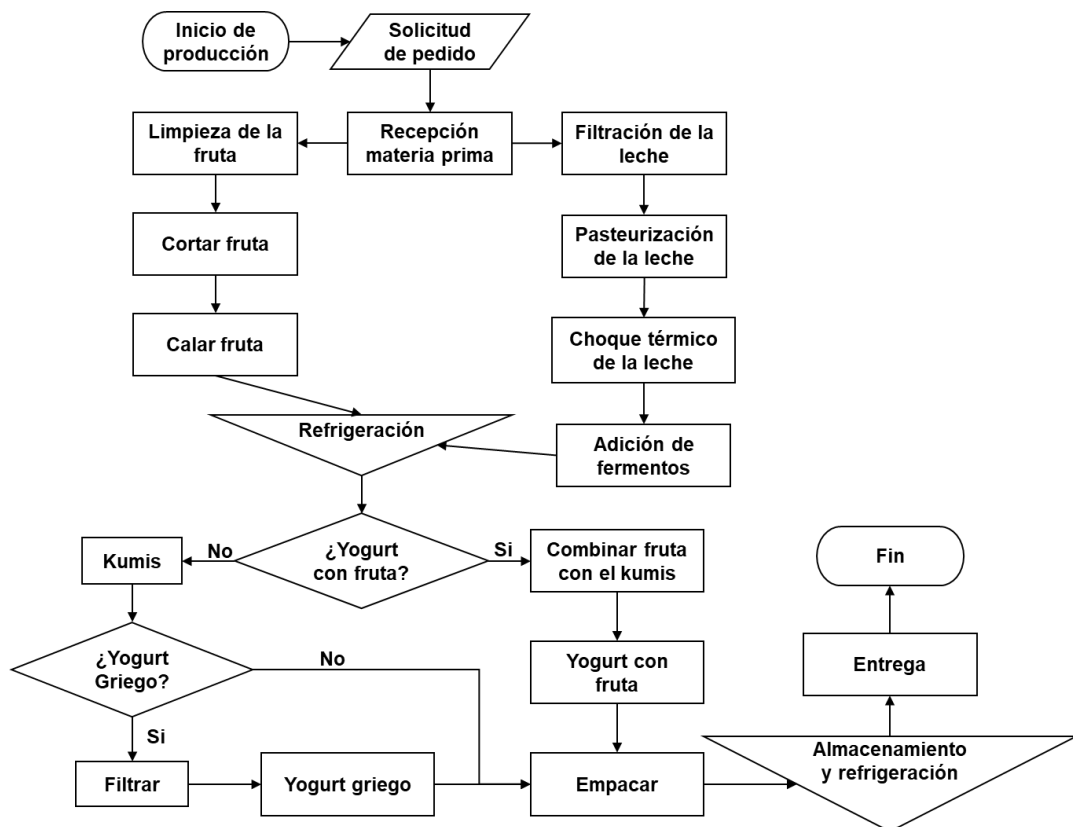 Inicio de
producción
Solicitud
de pedido
Limpieza de la
fruta
Recepción
materia prima
Filtración de la
leche
Cortar fruta
Pasteurización
de la leche
Calar fruta
Choque térmico
de la leche
Refrigeración
Adición de
fermentos
Kumis
No
¿Yogurt
con fruta?
Si
Combinar fruta
con el kumis
Fin
¿Yogurt
Griego?
No
Yogurt con
fruta
Entrega
Si
Filtrar
Yogurt griego
Empacar
Almacenamiento
y refrigeración